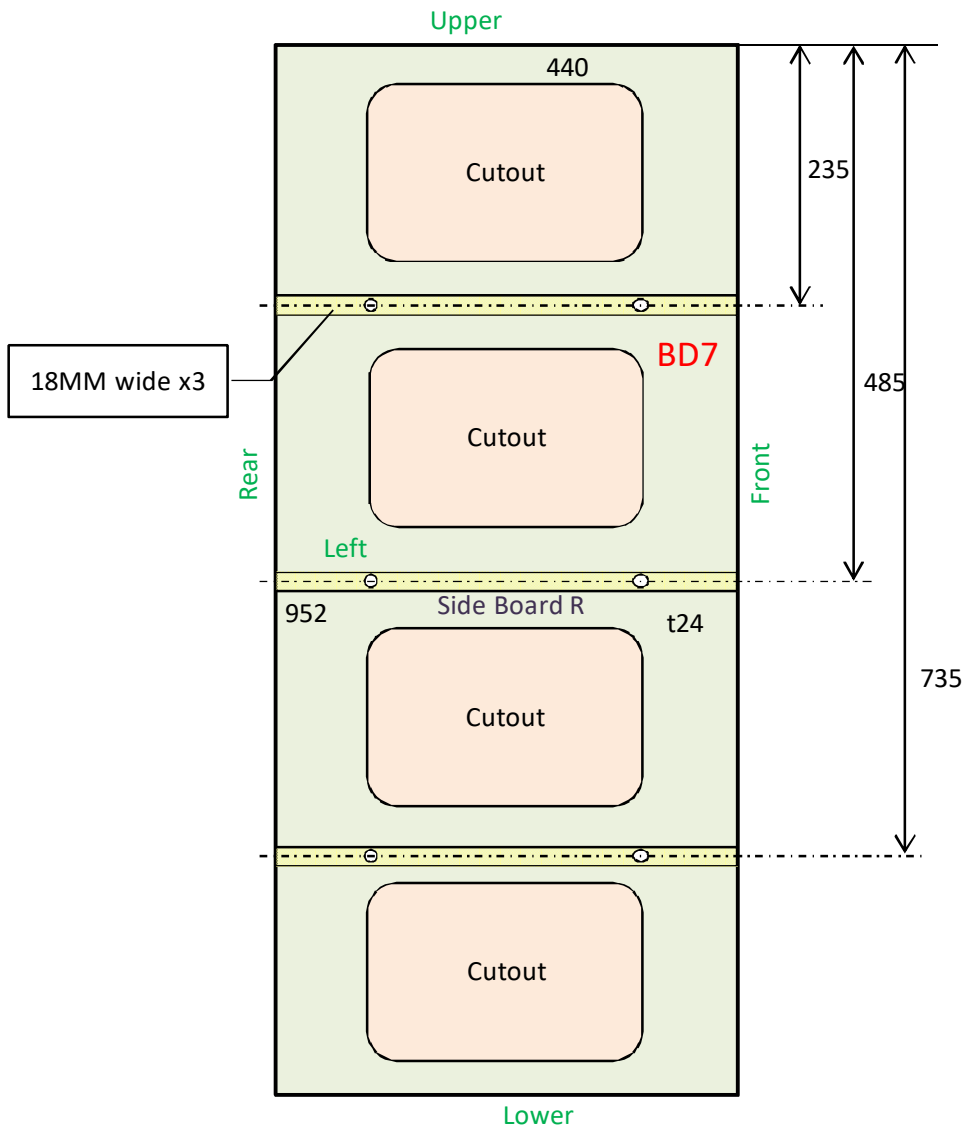 Upper
440
Cutout
235
BD7
18MM wide x3
485
Cutout
Rear
Front
Left
Side Board R
952
t24
735
Cutout
Cutout
Lower